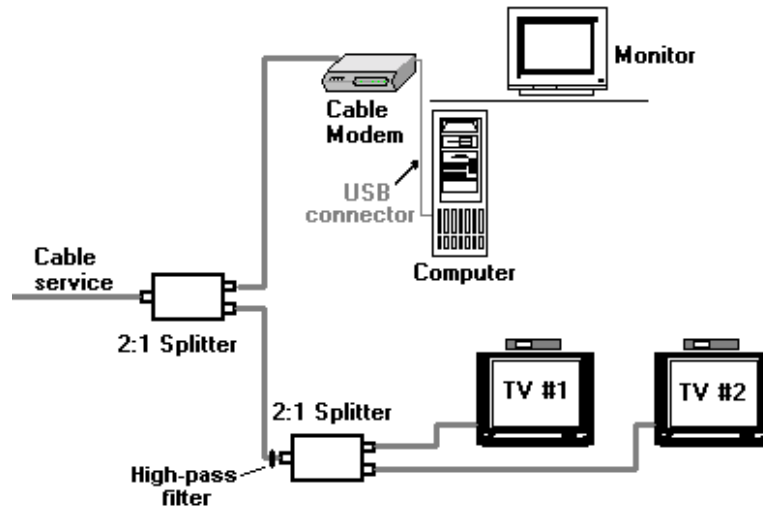 Monitor
Cable
Modem
USB
connector
Computer
Cable
service
2:1 Splitter
2:1 Splitter
TV #1
TV #2
High-pass
filter